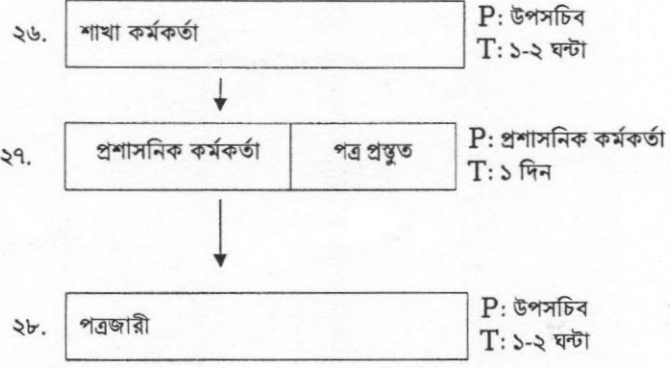 ২৬. শাখা কর্মকর্তা P: উপসচিব
T: ১-২ ঘন্টা
২৭. প্রশাসনিক কর্মকর্তা পত্র প্রস্তুত P: প্রশাসনিক কর্মকর্তা
T: ১ দিন
২৮. পত্রজারী P: উপসচিব
T: ১-২ ঘন্টা